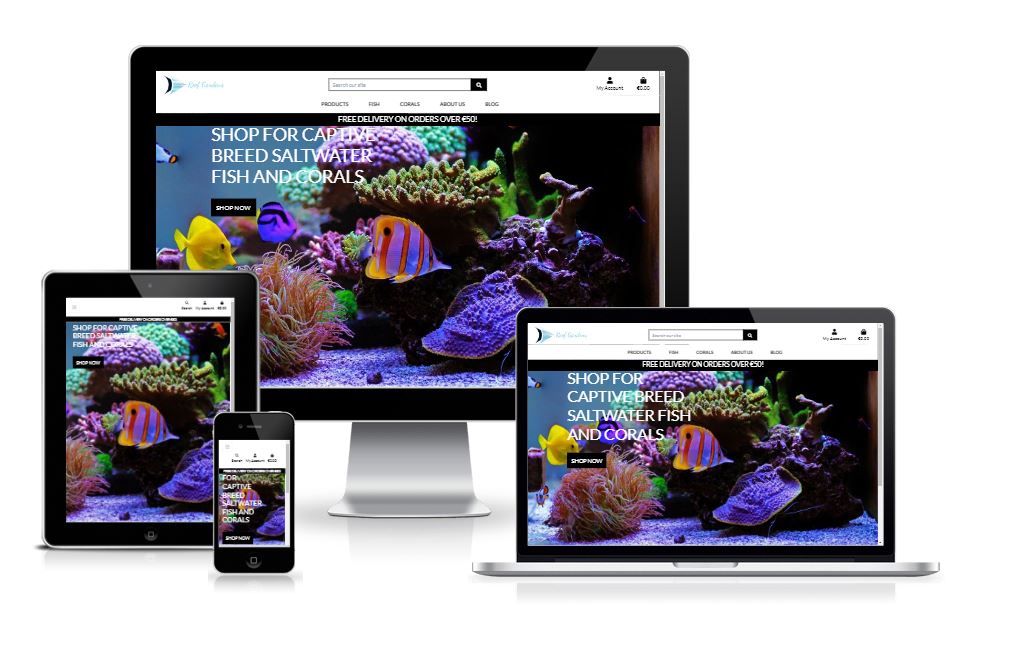 Reef Gardens
Search our site
My Account
€0.00
PRODUCTS FISH CORALS ABOUT US BLOG
FREE DELIVERY ON ORDERS OVER €50!
SHOP FOR CAPTIVE
BREED SALTWATER
FISH AND CORALS
SHOP NOW
Search My Account €0.00
FREE DELIVERY ON ORDERS OVER €50!
SHOP FOR CAPTIVE
BREED SALTWATER
FISH AND CORALS
SHOP NOW
Search My Account €0.00
FREE DELIVERY ON ORDERS OVER €50!
FOR
CAPTIVE
BREED
SALTWATER
FISH AND
CORALS
SHOP NOW
Reef Gardens
Search our site
My Account
€0.00
PRODUCTS FISH CORALS ABOUT US BLOG
FREE DELIVERY ON ORDERS OVER €50!
SHOP FOR
CAPTIVE BREED
SALTWATER FISH
AND CORALS
SHOP NOW